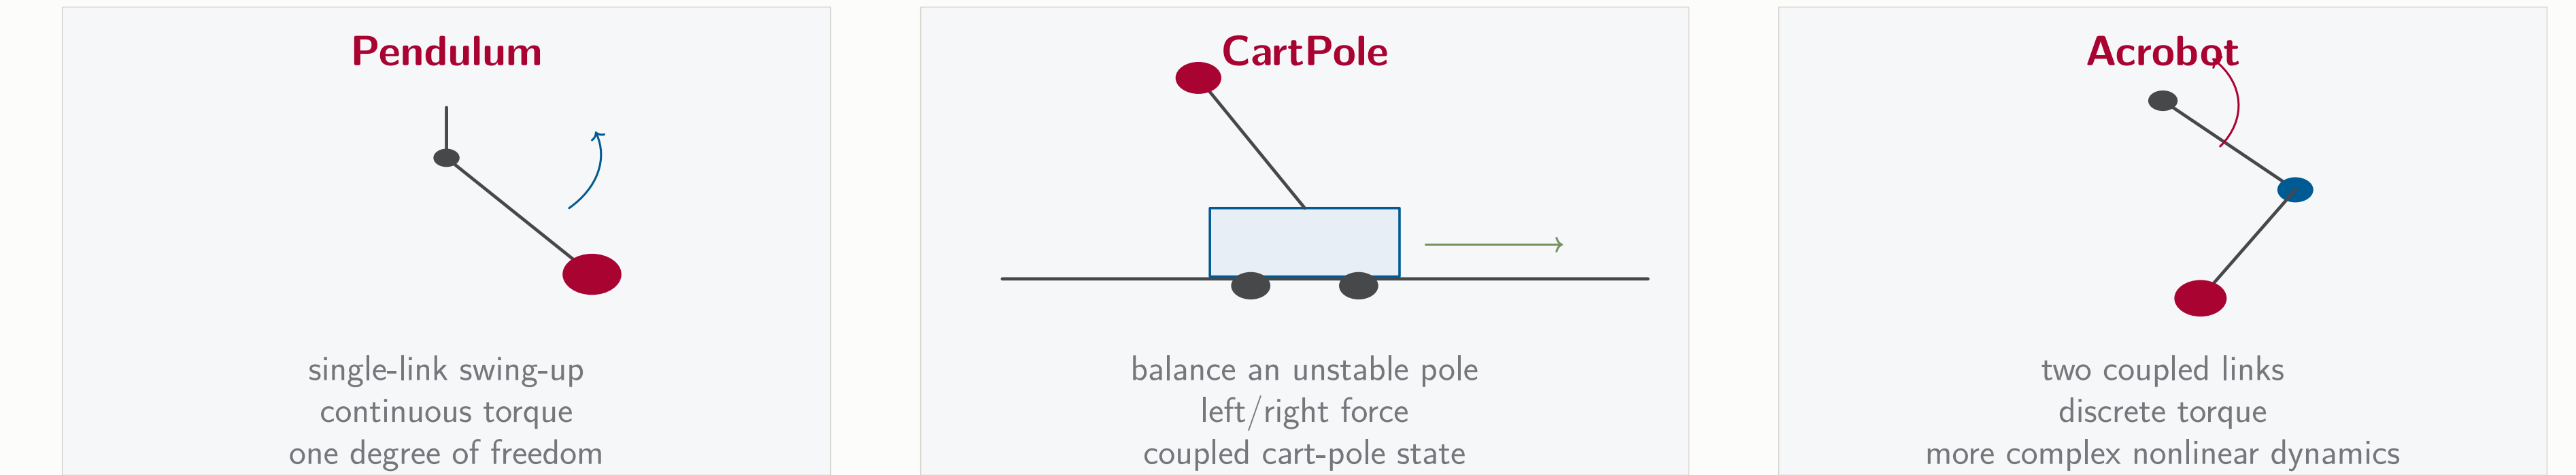 Pendulum
single-link swing-up
continuous torque
one degree of freedom
CartPole
balance an unstable pole
left/right force
coupled cart-pole state
Acrobot
two coupled links
discrete torque
more complex nonlinear dynamics